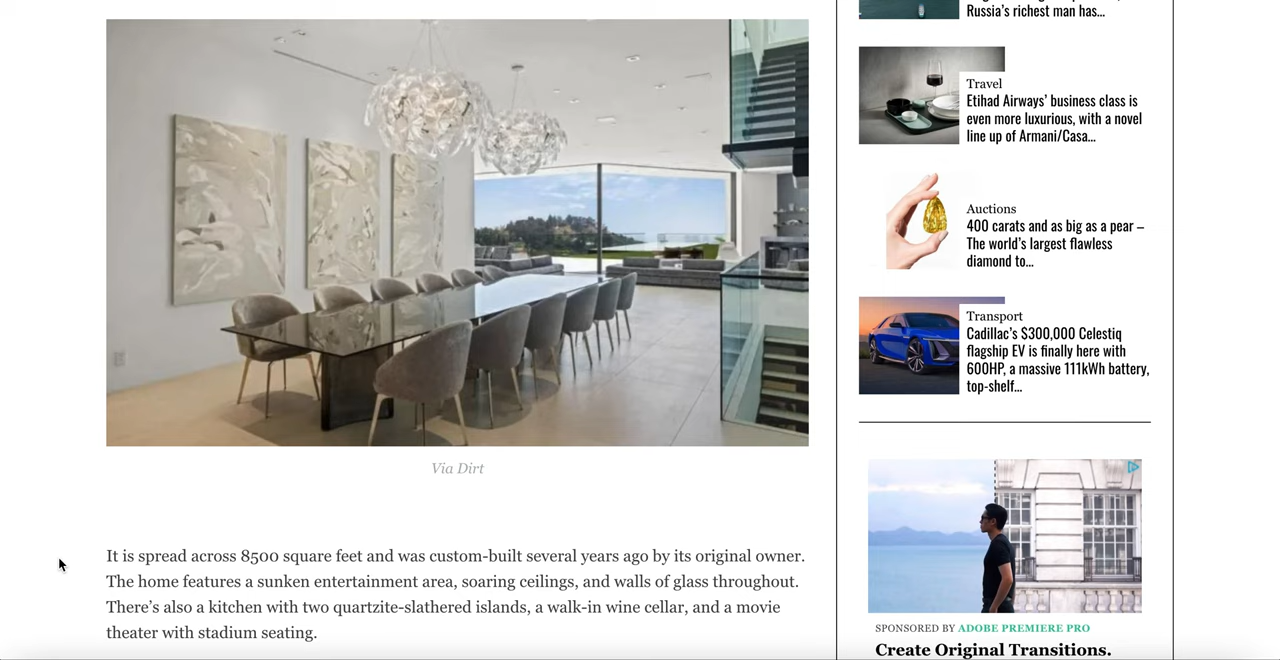 Via Dirt
It is spread across 8500 square feet and was custom-built several years ago by its original owner.
The home features a sunken entertainment area, soaring ceilings, and walls of glass throughout.
There’s also a kitchen with two quartzite-slathered islands, a walk-in wine cellar, and a movie
theater with stadium seating.
Russia’s richest man has...
Travel
Etihad Airways’ business class is
even more luxurious, with a novel
line up of Armani/Casa...
Auctions
400 carats and as big as a pear –
The world’s largest flawless
diamond to...
Transport
Cadillac’s $300,000 Celestiq
flagship EV is finally here with
600HP, a massive 111kWh battery,
top-shelf...
SPONSORED BY ADOBE PREMIERE PRO
Create Original Transitions.